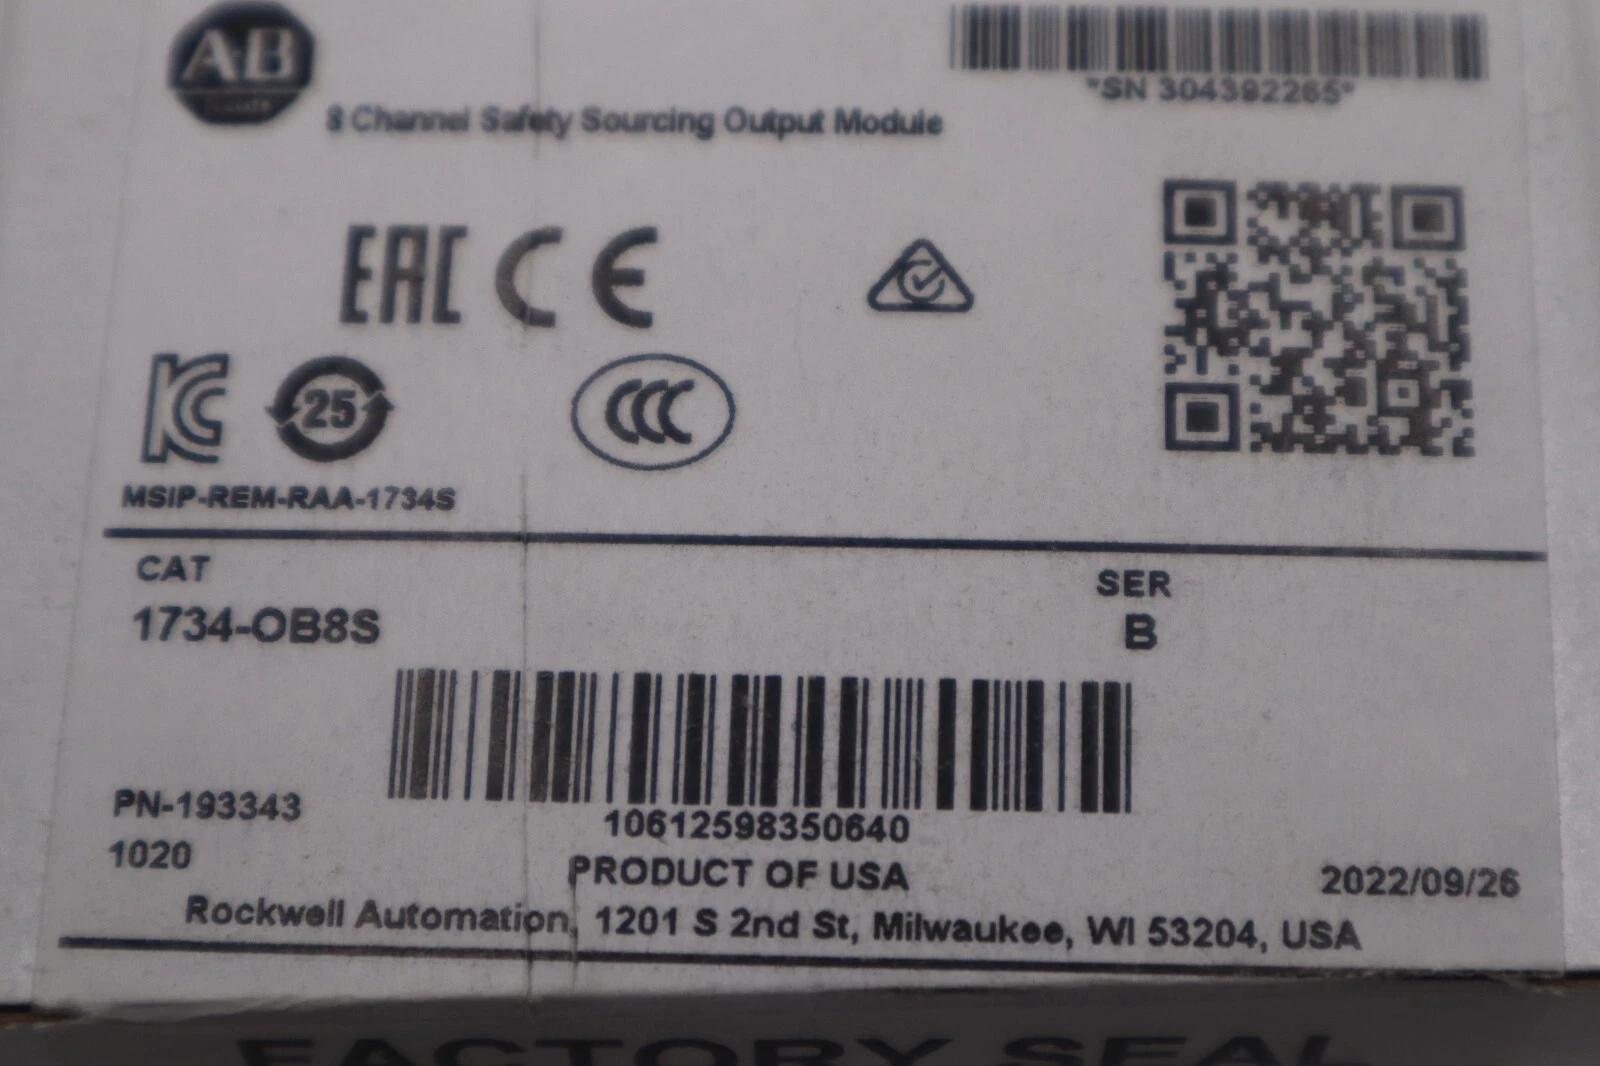 AB
"SN 304392265"
8 Channel Safety Sourcing Output Module
EAC CE
KC 25 CCC
MSIP-REM-RAA-1734S
CAT
SER
1734-OB8S
B
PN-193343
10612598350640
1020
PRODUCT OF USA
2022/09/26
Rockwell Automation, 1201 S 2nd St, Milwaukee, WI 53204, USA
FACTORY SEAL